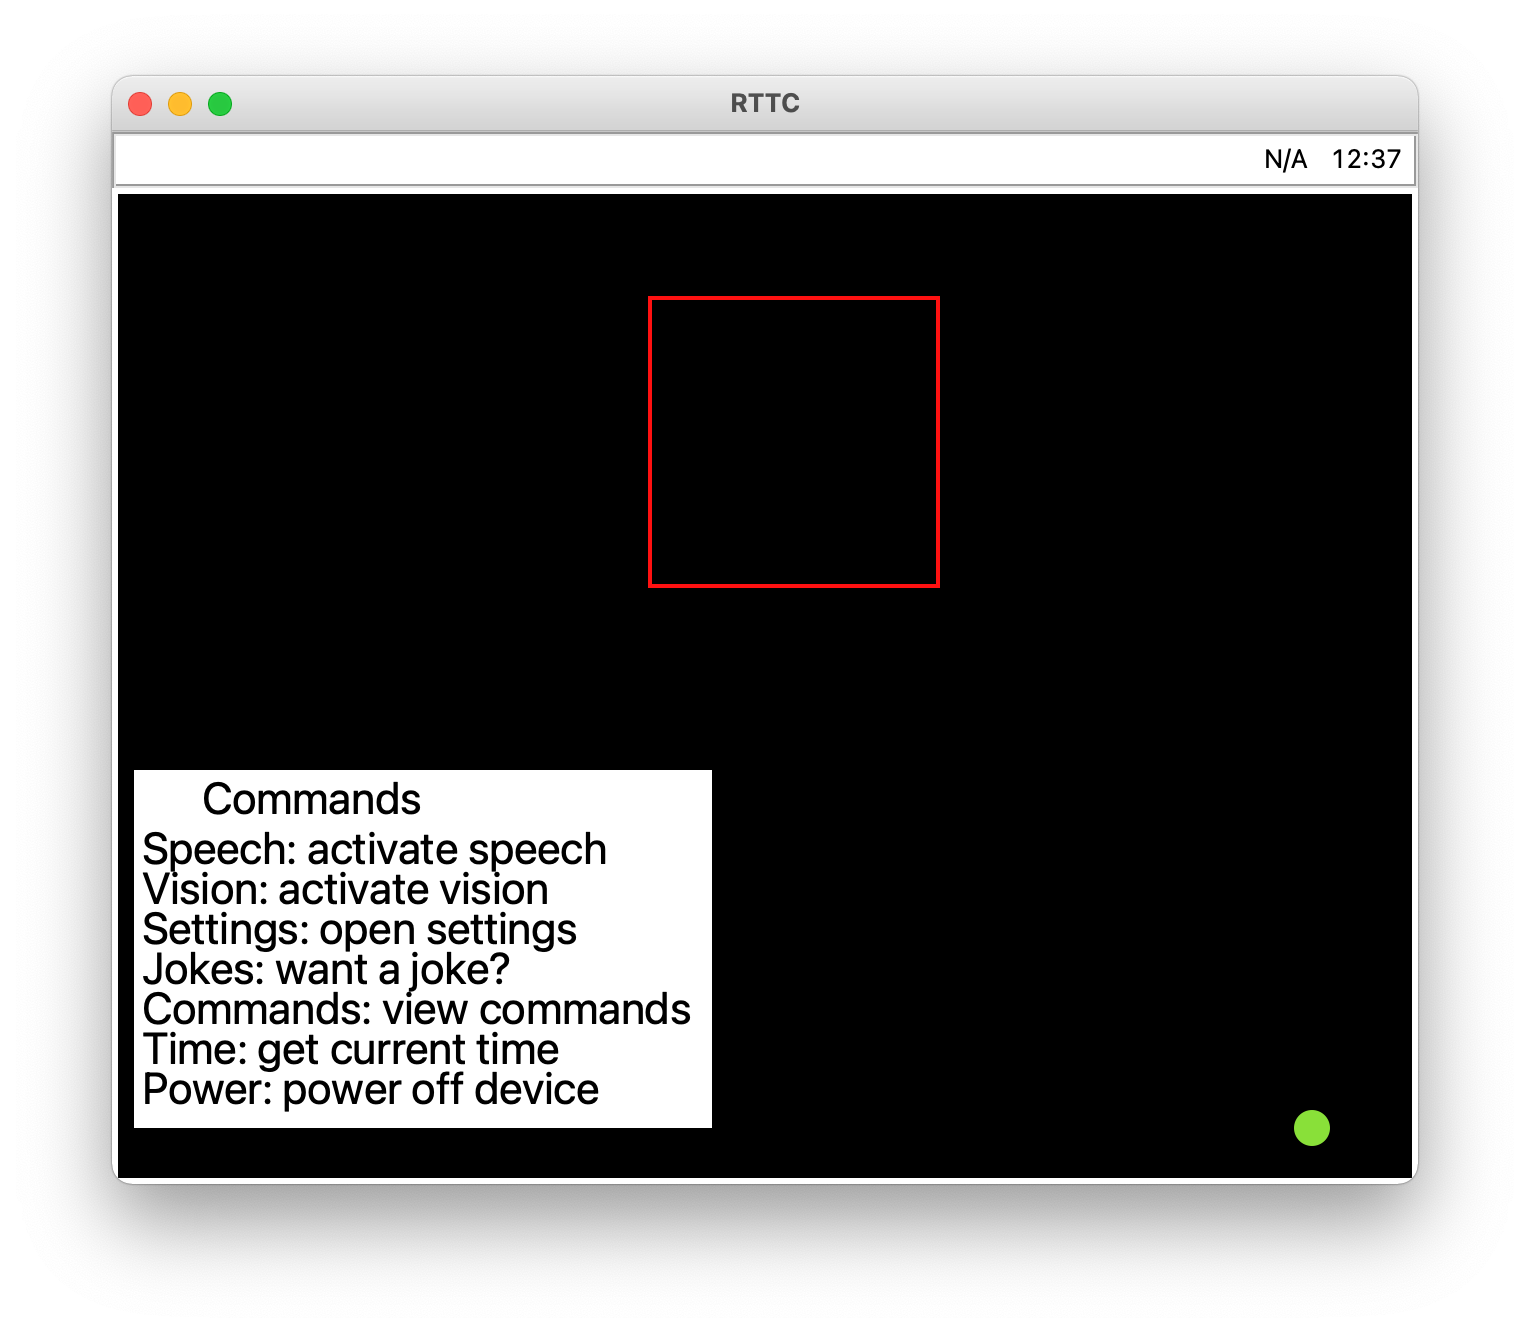 RTTC
N/A 12:37
Commands
Speech: activate speech
Vision: activate vision
Settings: open settings
Jokes: want a joke?
Commands: view commands
Time: get current time
Power: power off device